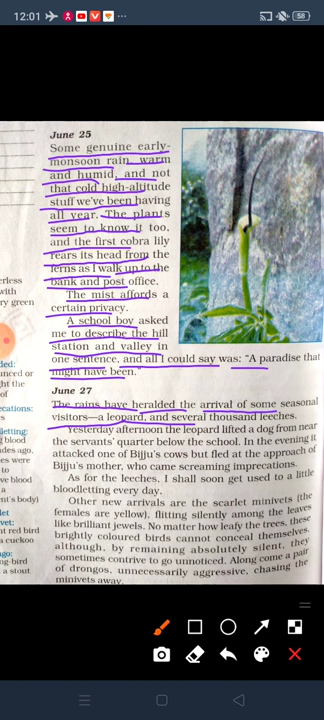 12:01
58
June 25
Some genuine early-
monsoon rain, warm
and humid, and not
that cold high-altitude
stuff we've been having
all year. The plants
seem to know it too,
and the first cobra lily
rears its head from the
ferns as I walk up to the
bank and post office.
The mist affords a
certain privacy.
A school boy asked
me to describe the hill
station and valley in
one sentence, and all I could say was: "A paradise that
might have been."
June 27
The rains have heralded the arrival of some seasonal
visitors—a leopard, and several thousand leeches.
Yesterday afternoon the leopard lifted a dog from near
the servants' quarter below the school. In the evening it
attacked one of Bijju's cows but fled at the approach of
Bijju's mother, who came screaming imprecations.
As for the leeches, I shall soon get used to a little
bloodletting every day.
Other new arrivals are the scarlet minivets (the
females are yellow), flitting silently among the leaves
like brilliant jewels. No matter how leafy the trees, these
brightly coloured birds cannot conceal themselves,
although, by remaining absolutely silent, they
sometimes contrive to go unnoticed. Along come a pair
of drongos, unnecessarily aggressive, chasing the
minivets away.
erless
with
ry green
ded:
unced or
ght the
of
cations:
s
letting:
g blood
ades ago,
es were
to
ve blood
a
nt's body)
let
vet:
nt red bird
a cuckoo
ngo:
ng-bird
a stout